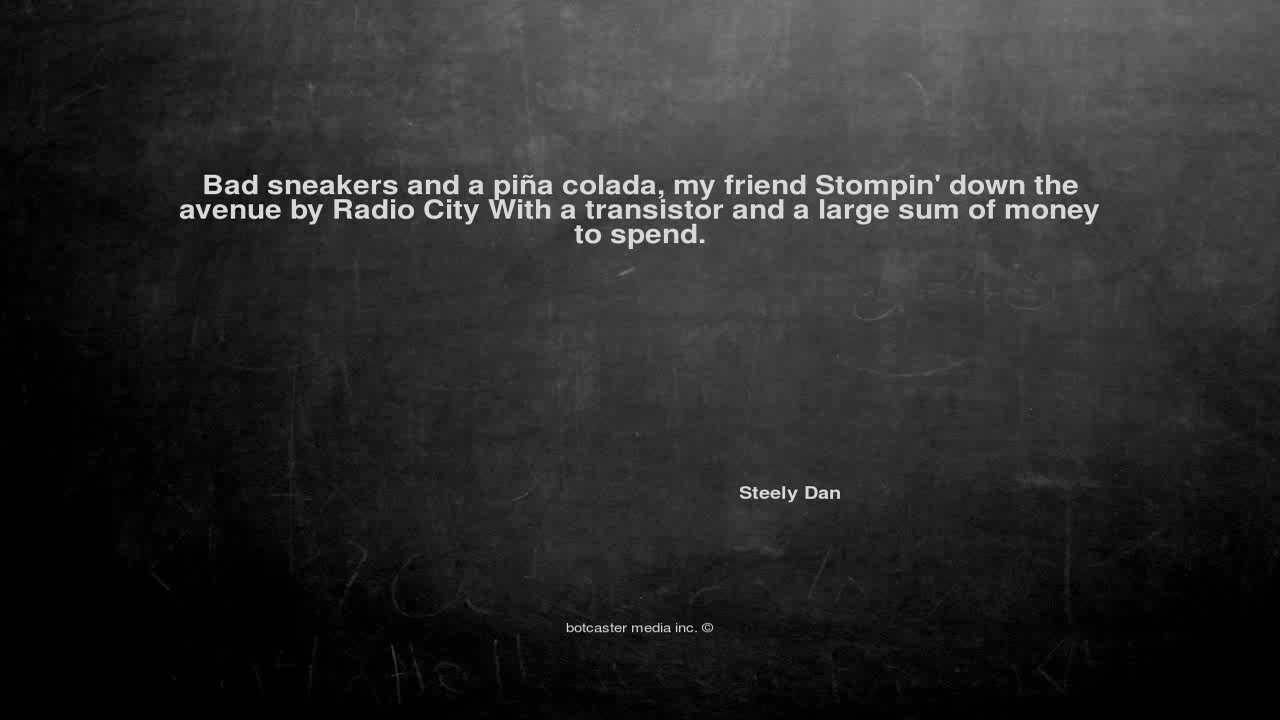 Bad sneakers and a piña colada, my friend Stompin' down the
avenue by Radio City With a transistor and a large sum of money
to spend.
Steely Dan
botcaster media inc. ©